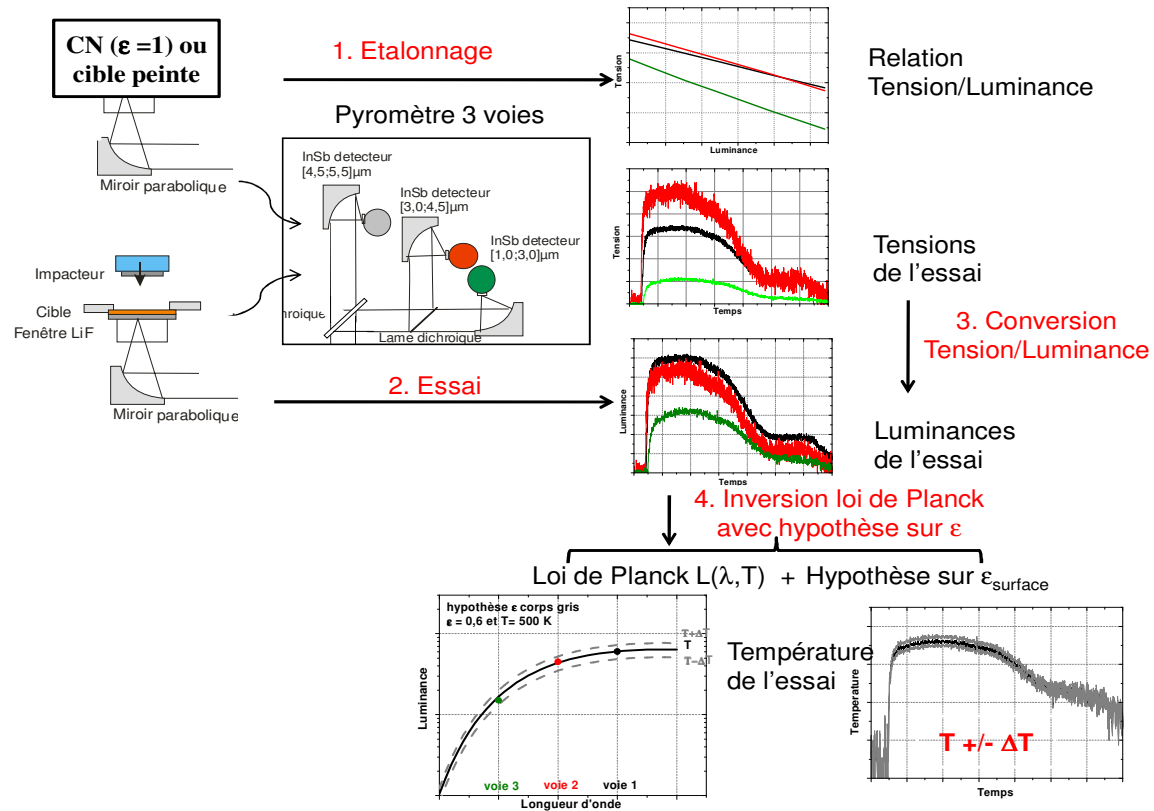 CN (ε =1) ou
cible peinte
1. Etalonnage
Tension
Luminance
Relation
Tension/Luminance
Miroir parabolique
Pyromètre 3 voies
InSb detecteur
[4,5;5,5]µm
InSb detecteur
[3,0;4,5]µm
InSb detecteur
[1,0;3,0]µm
hroique
Lame dichroique
Impacteur
Cible
Fenêtre LiF
Miroir parabolique
2. Essai
Tension
Temps
Tensions
de l'essai
3. Conversion
Tension/Luminance
Luminance
Temps
Luminances
de l'essai
4. Inversion loi de Planck
avec hypothèse sur ε
Loi de Planck L(λ,T) + Hypothèse sur εsurface
hypothèse ε corps gris
ε = 0,6 et T= 500 K
T+ΔT
T
T−ΔT
Luminance
voie 3
voie 2
voie 1
Longueur d'onde
Température
de l'essai
Temperature
T +/- ΔT
Temps